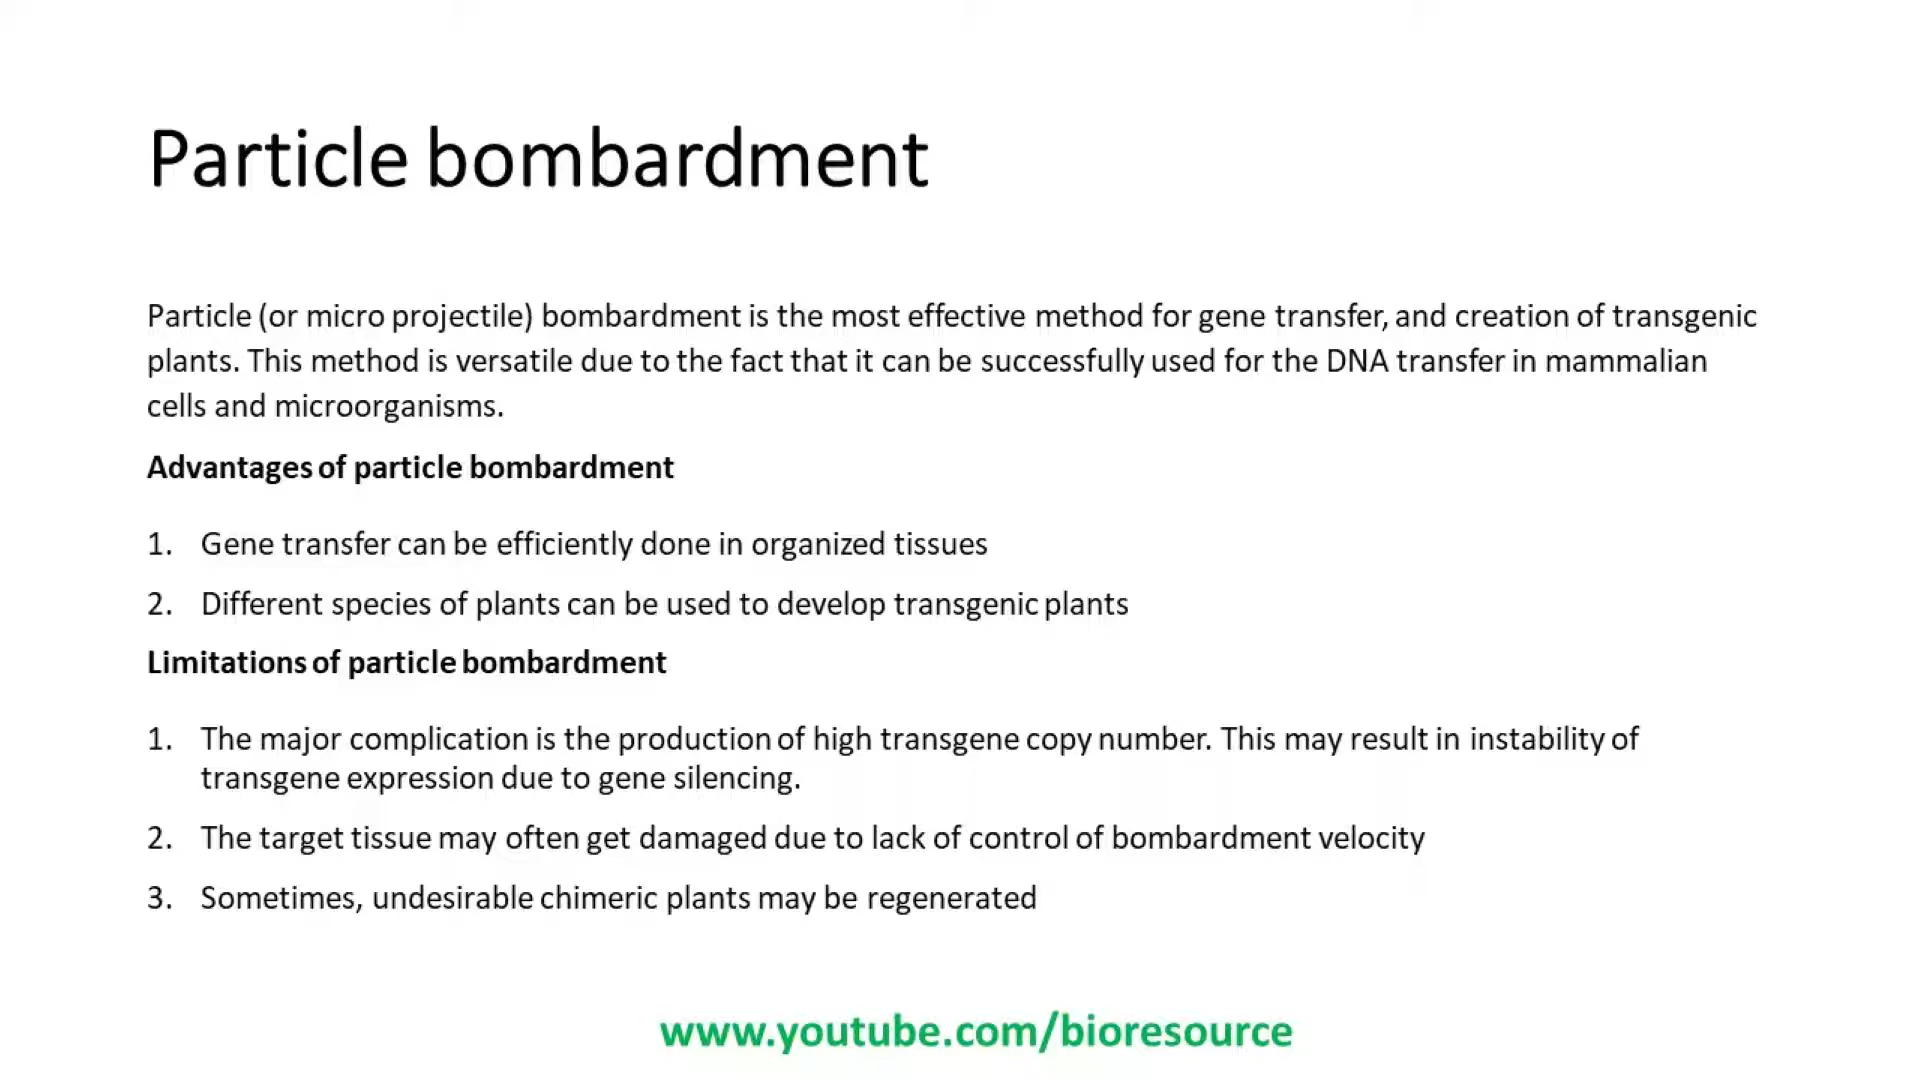 Particle bombardment
Particle (or micro projectile) bombardment is the most effective method for gene transfer, and creation of transgenic
plants. This method is versatile due to the fact that it can be successfully used for the DNA transfer in mammalian
cells and microorganisms.
Advantages of particle bombardment
1. Gene transfer can be efficiently done in organized tissues
2. Different species of plants can be used to develop transgenic plants
Limitations of particle bombardment
1. The major complication is the production of high transgene copy number. This may result in instability of
transgene expression due to gene silencing.
2. The target tissue may often get damaged due to lack of control of bombardment velocity
3. Sometimes, undesirable chimeric plants may be regenerated
www.youtube.com/bioresource